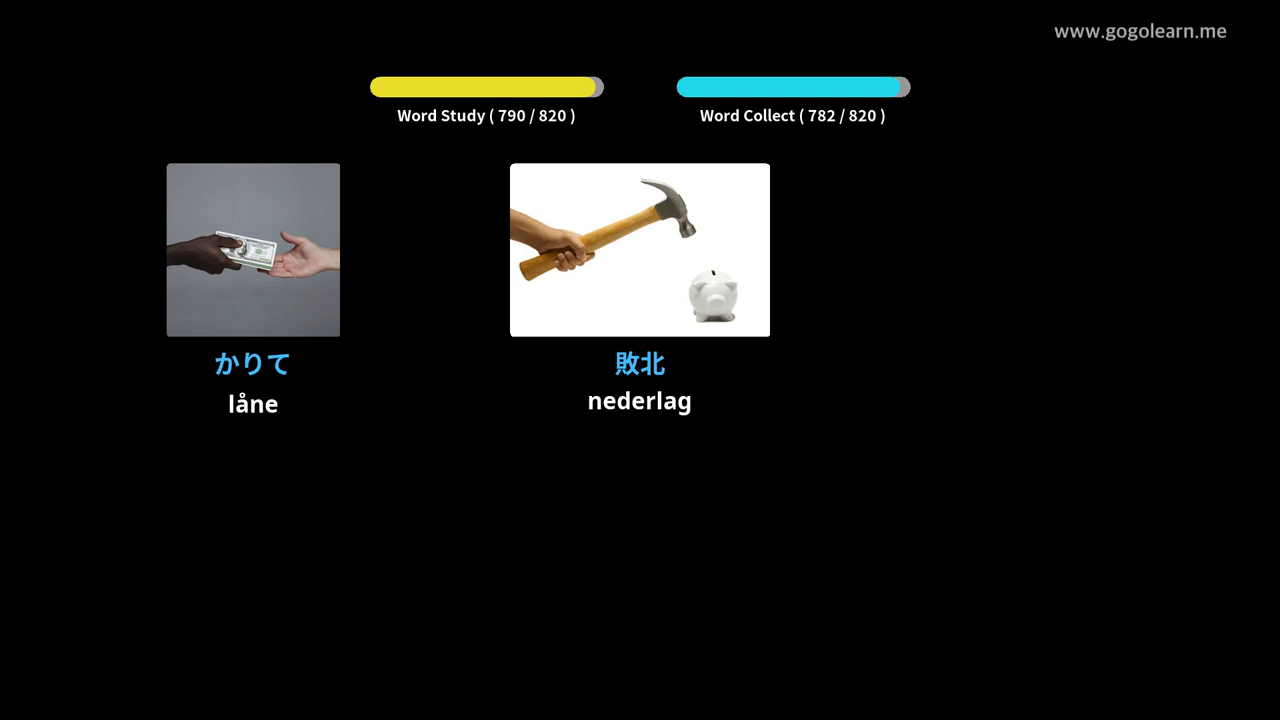 www.gogolearn.me
Word Study ( 790 / 820 )
Word Collect ( 782 / 820 )
かりて
låne
敗北
nederlag